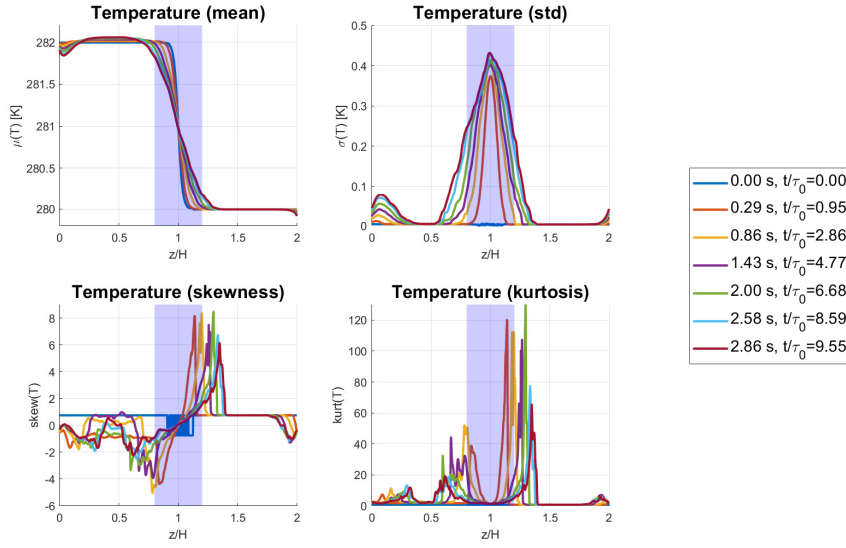 Temperature (mean)
282
281.5
281
280.5
280
μ(T) [K]
0
0.5
1
1.5
2
z/H
Temperature (std)
0.5
0.4
0.3
0.2
0.1
0
σ(T) [K]
0
0.5
1
1.5
2
z/H
Temperature (skewness)
8
6
4
2
0
-2
-4
-6
skew(T)
0
0.5
1
1.5
2
z/H
Temperature (kurtosis)
120
100
80
60
40
20
0
kurt(T)
0
0.5
1
1.5
2
z/H
0.00 s, t/τ0=0.00
0.29 s, t/τ0=0.95
0.86 s, t/τ0=2.86
1.43 s, t/τ0=4.77
2.00 s, t/τ0=6.68
2.58 s, t/τ0=8.59
2.86 s, t/τ0=9.55